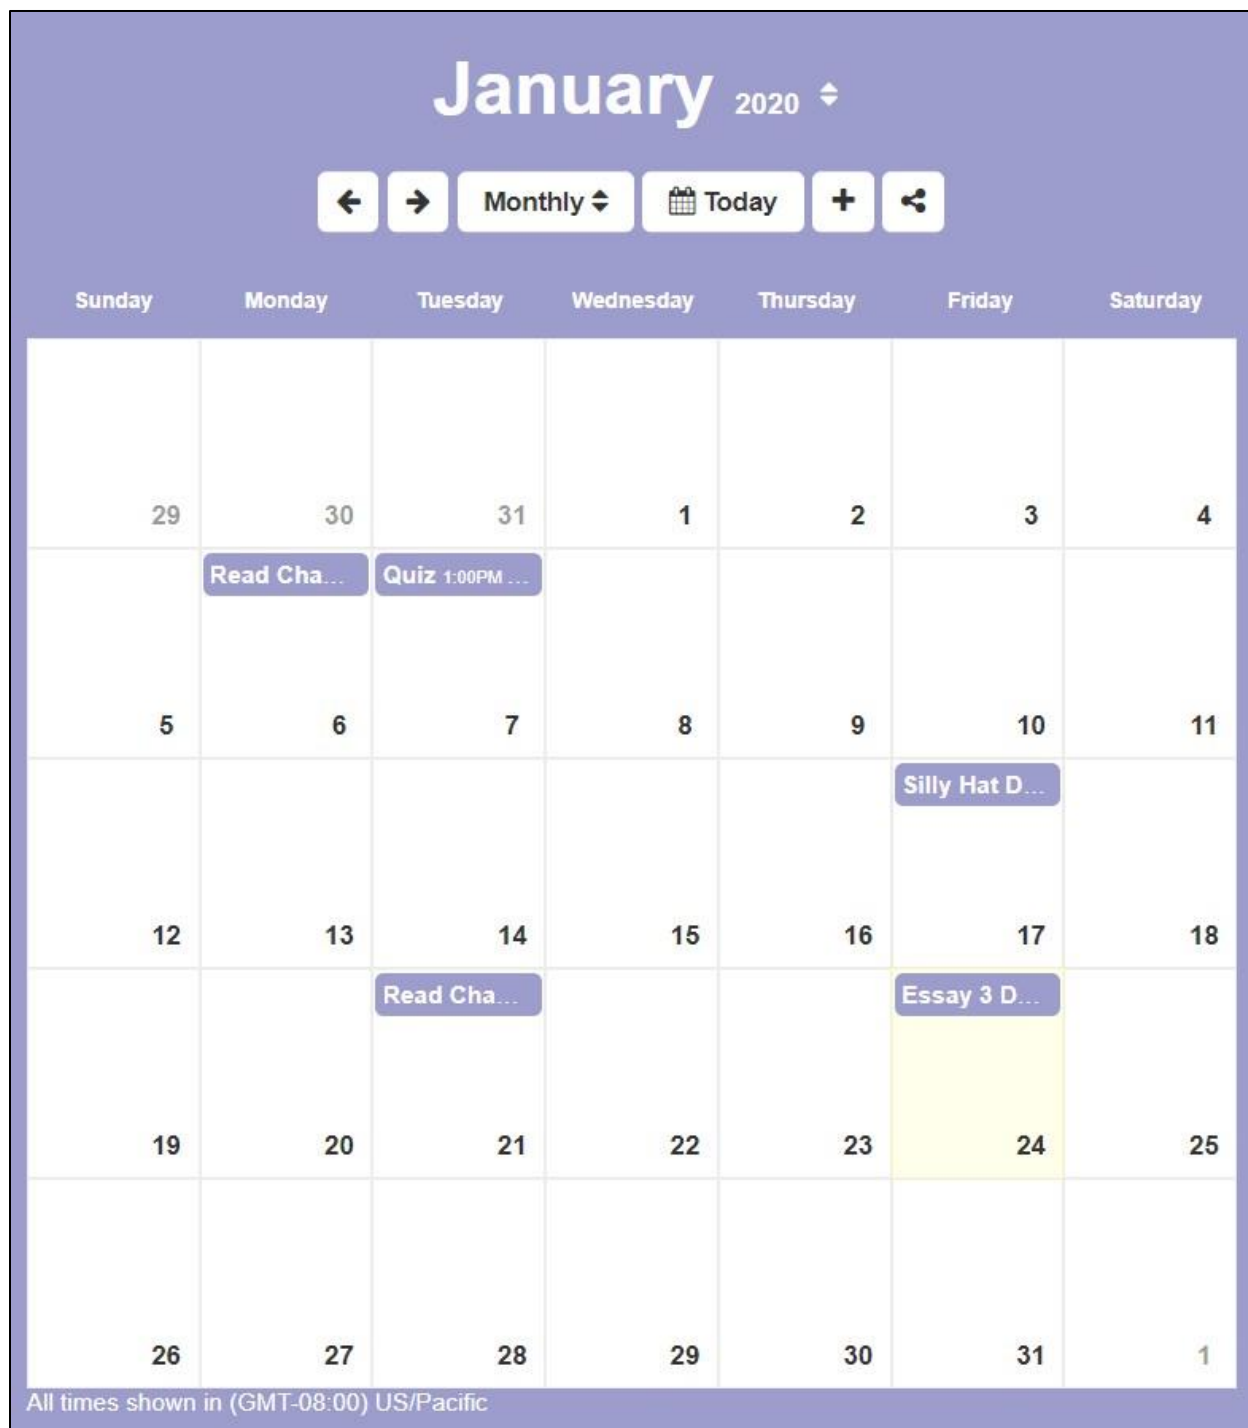 January 2020
Monthly Today
Sunday Monday Tuesday Wednesday Thursday Friday Saturday
29 30 31 1 2 3 4
Read Cha... Quiz 1:00PM ...
5 6 7 8 9 10 11
Silly Hat D...
12 13 14 15 16 17 18
Read Cha... Essay 3 D...
19 20 21 22 23 24 25
26 27 28 29 30 31 1
All times shown in (GMT-08:00) US/Pacific